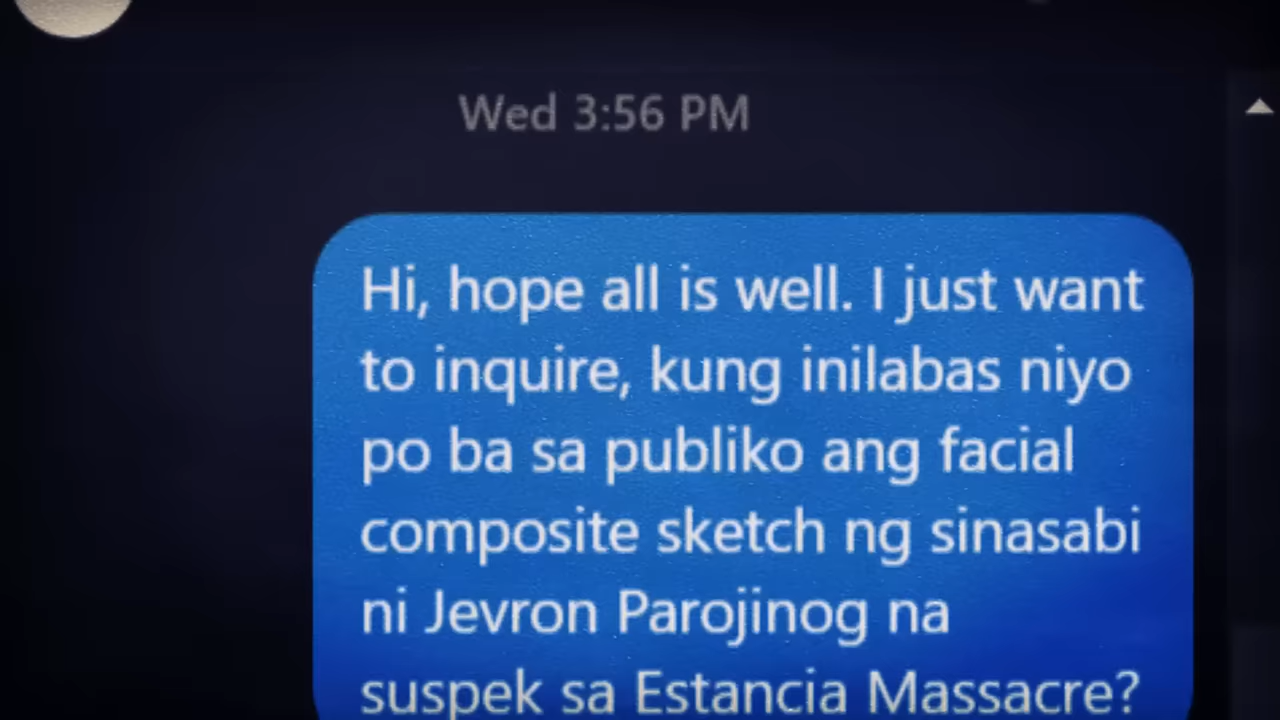 Wed 3:56 PM
Hi, hope all is well. I just want
to inquire, kung inilabas niyo
po ba sa publiko ang facial
composite sketch ng sinasabi
ni Jevron Parojinog na
suspek sa Estancia Massacre?